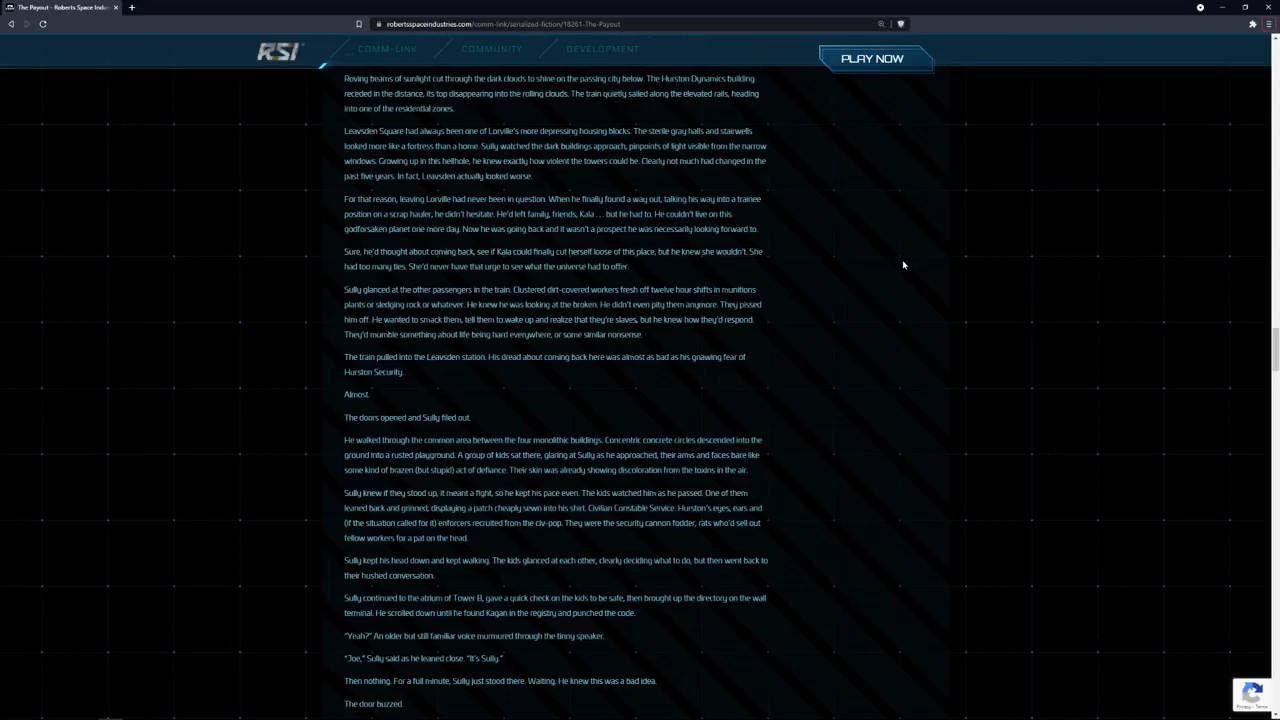 The Payout - Roberts Space Indus
robertsspaceindustries.com/comm-link/serialized-fiction/18261-The-Payout
RSI
COMM-LINK
COMMUNITY
DEVELOPMENT
PLAY NOW
Roving beams of sunlight cut through the dark clouds to shine on the passing city below. The Hurston Dynamics building
receded in the distance, its top disappearing into the rolling clouds. The train quietly sailed along the elevated rails, heading
into one of the residential zones.
Leavsden Square had always been one of Lorville's more depressing housing blocks. The sterile gray halls and stairwells
looked more like a fortress than a home. Sully watched the dark buildings approach, pinpoints of light visible from the narrow
windows. Growing up in this hellhole, he knew exactly how violent the towers could be. Clearly not much had changed in the
past five years. In fact, Leavsden actually looked worse.
For that reason, leaving Lorville had never been in question. When he finally found a way out, talking his way into a trainee
position on a scrap hauler, he didn't hesitate. He'd left family, friends, Kala ... but he had to. He couldn't live on this
godforsaken planet one more day. Now he was going back and it wasn't a prospect he was necessarily looking forward to.
Sure, he'd thought about coming back, see if Kala could finally cut herself loose of this place, but he knew she wouldn't. She
had too many ties. She'd never have that urge to see what the universe had to offer.
Sully glanced at the other passengers in the train. Clustered dirt-covered workers fresh off twelve hour shifts in munitions
plants or sledging rock or whatever. He knew he was looking at the broken. He didn't even pity them anymore. They pissed
him off. He wanted to smack them, tell them to wake up and realize that they're slaves, but he knew how they'd respond.
They'd mumble something about life being hard everywhere, or some similar nonsense.
The train pulled into the Leavsden station. His dread about coming back here was almost as bad as his gnawing fear of
Hurston Security.
Almost.
The doors opened and Sully filed out.
He walked through the common area between the four monolithic buildings. Concentric concrete circles descended into the
ground into a rusted playground. A group of kids sat there, glaring at Sully as he approached, their arms and faces bare like
some kind of brazen (but stupid) act of defiance. Their skin was already showing discoloration from the toxins in the air.
Sully knew if they stood up, it meant a fight, so he kept his pace even. The kids watched him as he passed. One of them
leaned back and grinned, displaying a patch cheaply sewn into his shirt. Civilian Constable Service. Hurston's eyes, ears and
(if the situation called for it) enforcers recruited from the civ-pop. They were the security cannon fodder, rats who'd sell out
fellow workers for a pat on the head.
Sully kept his head down and kept walking. The kids glanced at each other, clearly deciding what to do, but then went back to
their hushed conversation.
Sully continued to the atrium of Tower B, gave a quick check on the kids to be safe, then brought up the directory on the wall
terminal. He scrolled down until he found Kagan in the registry and punched the code.
"Yeah?" An older but still familiar voice murmured through the tinny speaker.
"Joe," Sully said as he leaned close. "It's Sully."
Then nothing. For a full minute, Sully just stood there. Waiting. He knew this was a bad idea.
The door buzzed.
Privacy - Terms